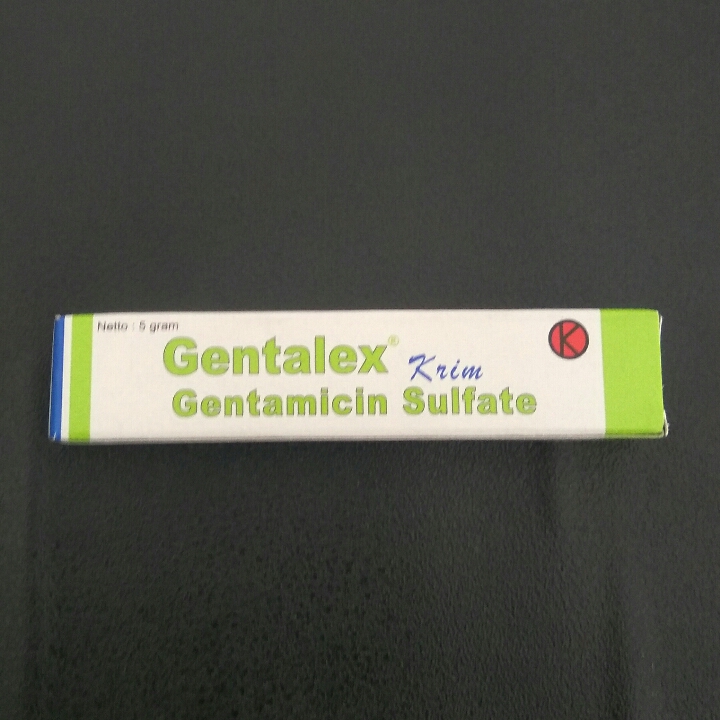 Netto : 5 gram
Gentalex® Krim
Gentamicin Sulfate
K